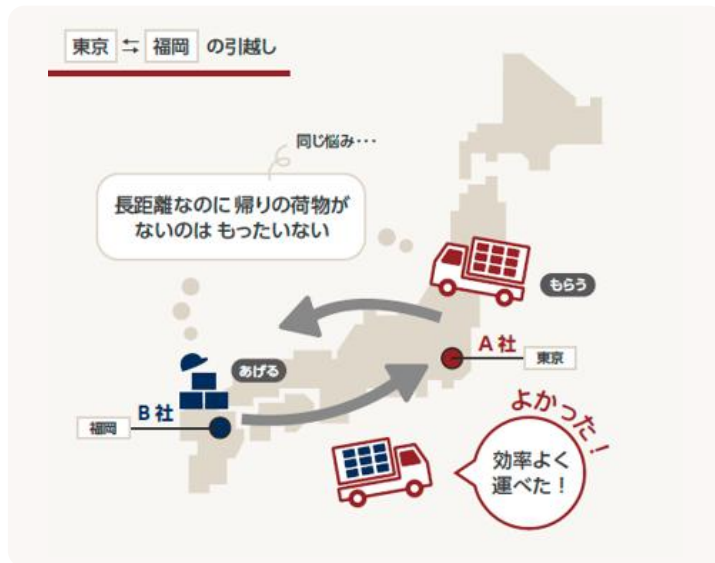 東京 ⇆ 福岡 の引越し
同じ悩み・・・
長距離なのに帰りの荷物が
ないのは もったいない
もらう
A社
東京
あげる
B社
福岡
よかった！
効率よく
運べた！